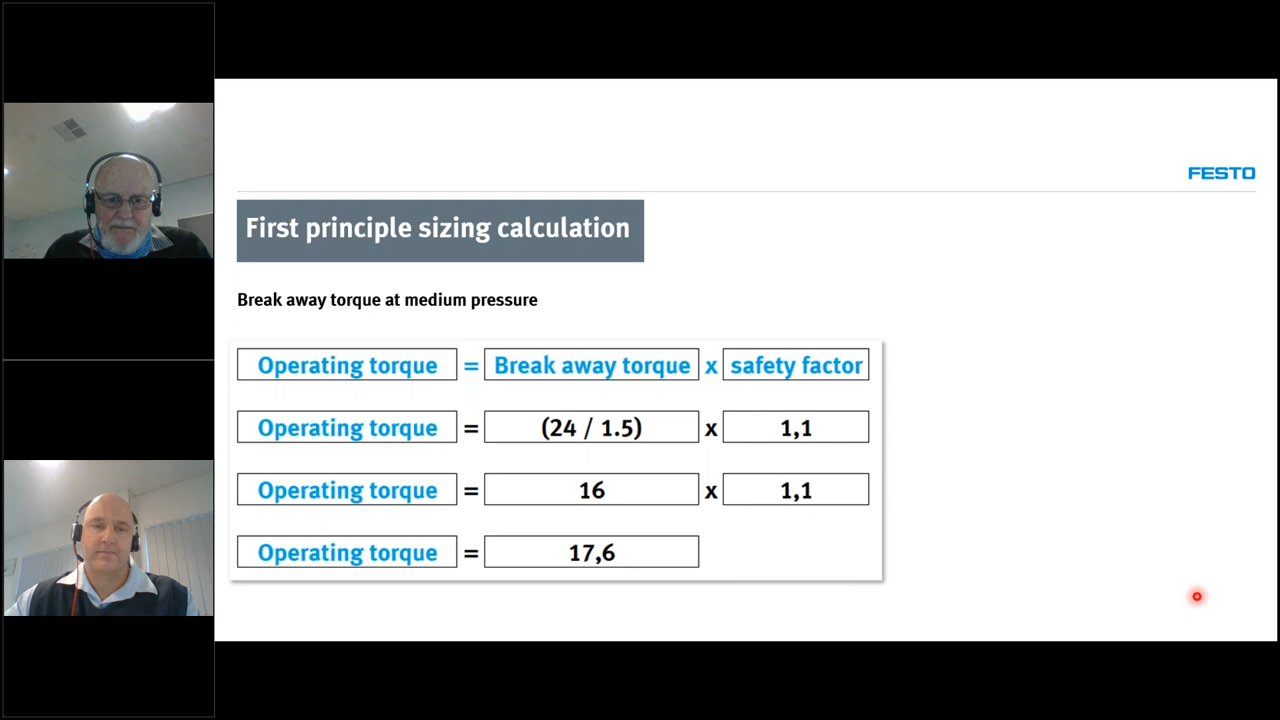 FESTO
First principle sizing calculation
Break away torque at medium pressure
Operating torque = Break away torque x safety factor
Operating torque = (24 / 1.5) x 1,1
Operating torque = 16 x 1,1
Operating torque = 17,6